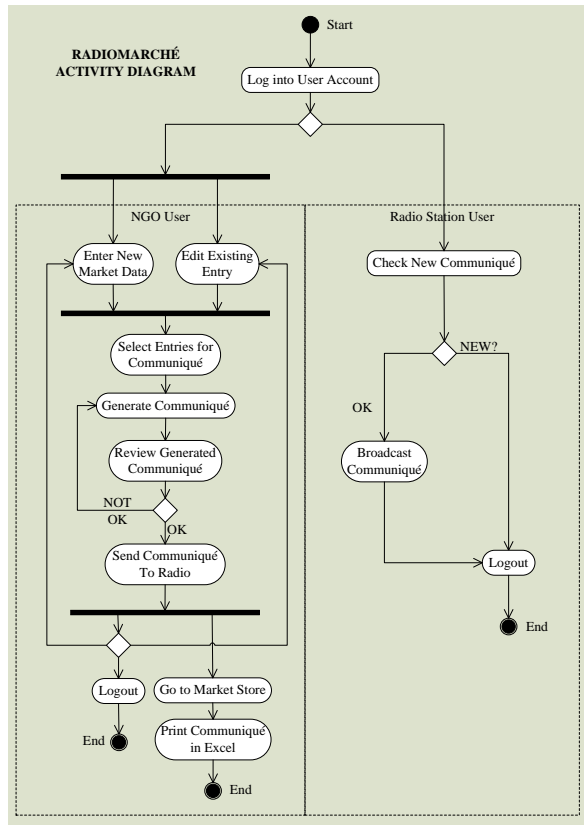 Start
RADIOMARCHÉ
ACTIVITY DIAGRAM
Log into User Account
NGO User
Radio Station User
Enter New
Market Data
Edit Existing
Entry
Check New Communiqué
Select Entries for
Communiqué
NEW?
Generate Communiqué
OK
Review Generated
Communiqué
Broadcast
Communiqué
NOT
OK
OK
Send Communiqué
To Radio
Logout
End
Logout
Go to Market Store
End
Print Communiqué
in Excel
End